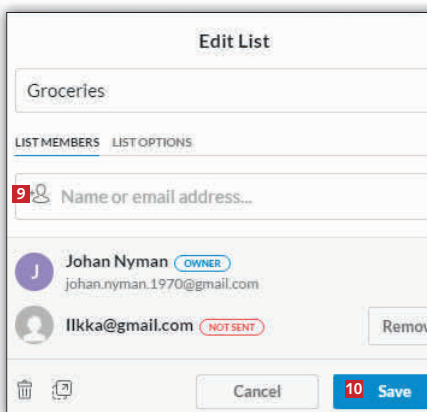 Edit List
Groceries
LIST MEMBERS LIST OPTIONS
9 Name or email address...
J Johan Nyman OWNER
johan.nyman.1970@gmail.com
Ilkka@gmail.com NOT SENT Remov
Cancel 10 Save